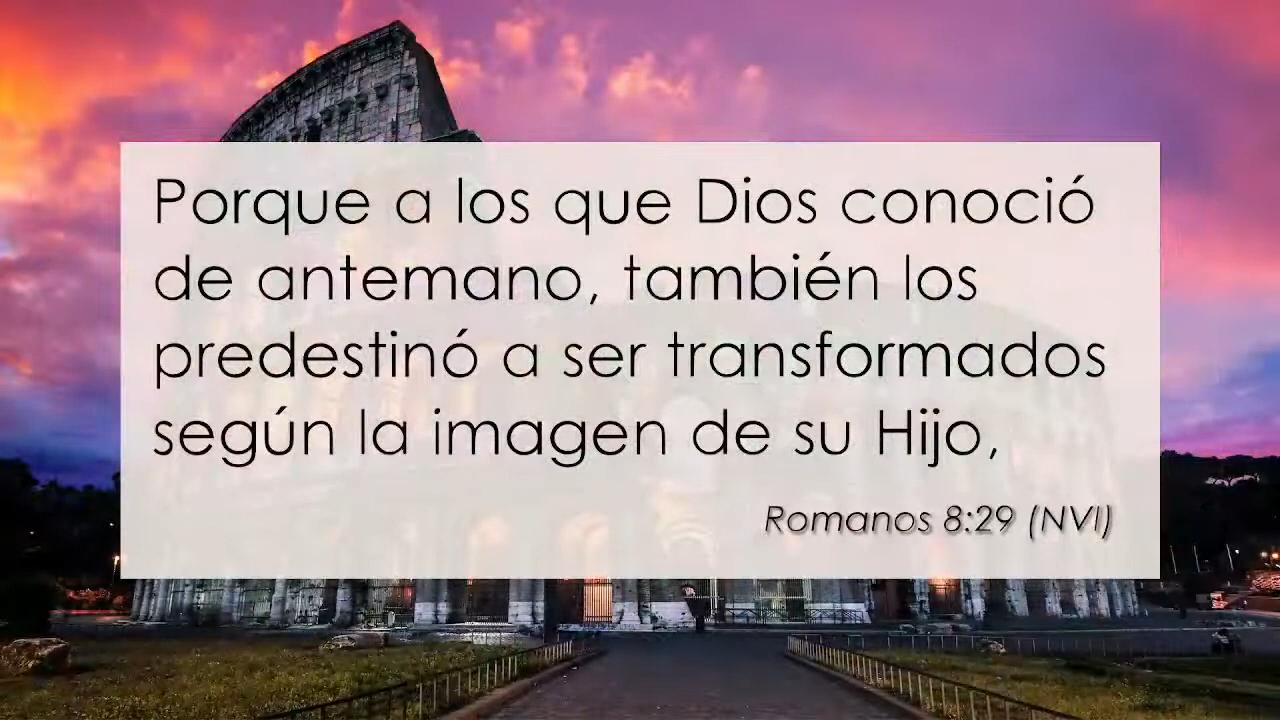 Porque a los que Dios conoció
de antemano, también los
predestinó a ser transformados
según la imagen de su Hijo,
Romanos 8:29 (NVI)